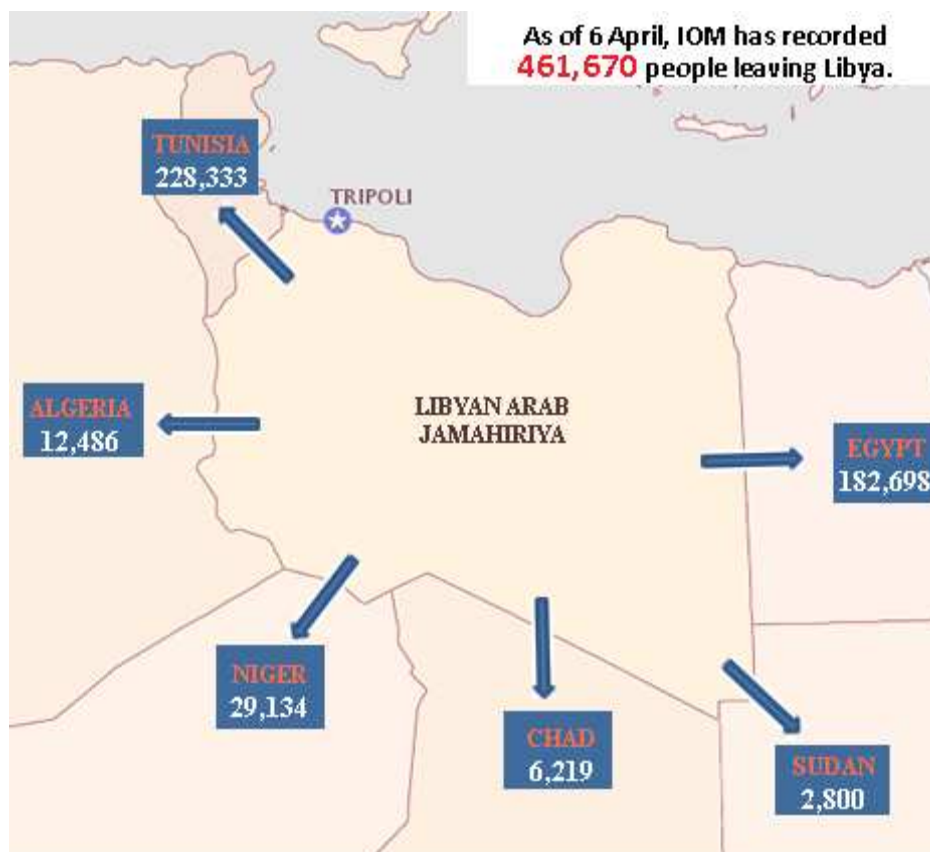 As of 6 April, IOM has recorded
461,670 people leaving Libya.
TUNISIA
228,333
TRIPOLI
ALGERIA
12,486
LIBYAN ARAB
JAMAHIRIYA
EGYPT
182,698
NIGER
29,134
CHAD
6,219
SUDAN
2,800